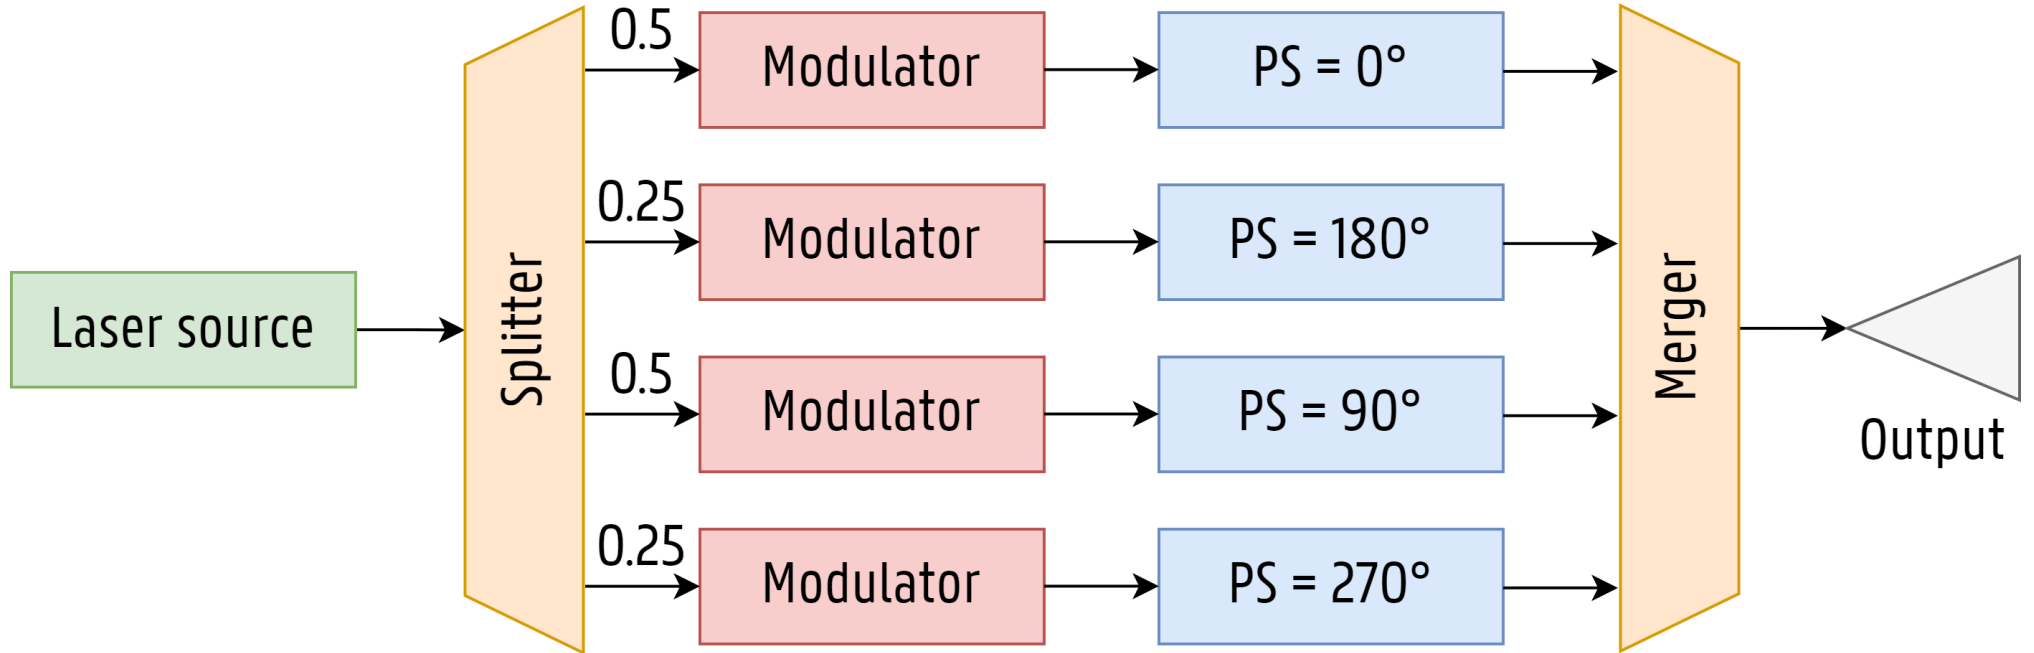 0.5
Modulator
PS = 0°
0.25
Modulator
PS = 180°
Laser source
Splitter
0.5
Modulator
PS = 90°
Merger
Output
0.25
Modulator
PS = 270°